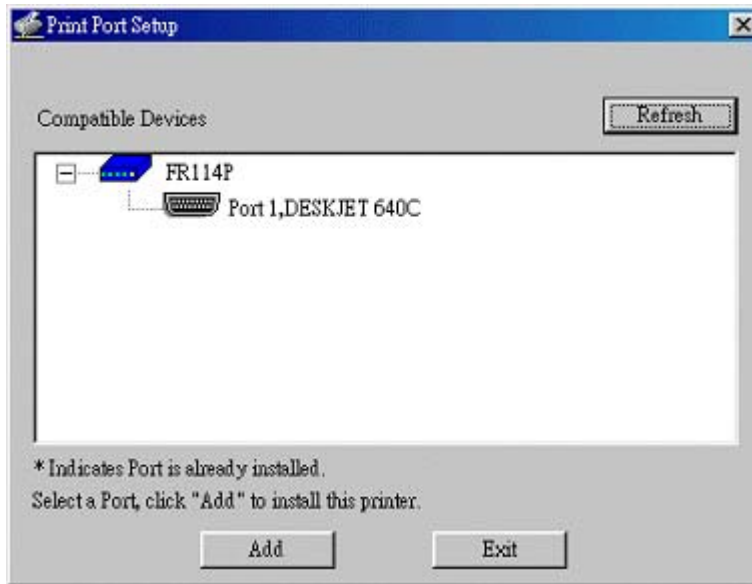 Print Port Setup
Compatible Devices
Refresh
FR114P
Port 1,DESKJET 640C
* Indicates Port is already installed.
Select a Port, click "Add" to install this printer.
Add
Exit